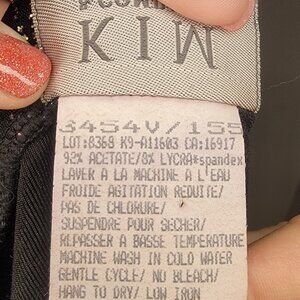 KIM
3454V/155
LOT:8368 K9-A11603 CA:16917
92% ACETATE/8% LYCRA*spandex
LAVER A LA MACHINE A L'EAU
FROIDE AGITATION REDUITE/
PAS DE CHLORURE/
SUSPENDRE POUR SECHER/
REPASSER A BASSE TEMPERATURE
MACHINE WASH IN COLD WATER
GENTLE CYCLE/ NO BLEACH/
HANG TO DRY/ LOW IRON